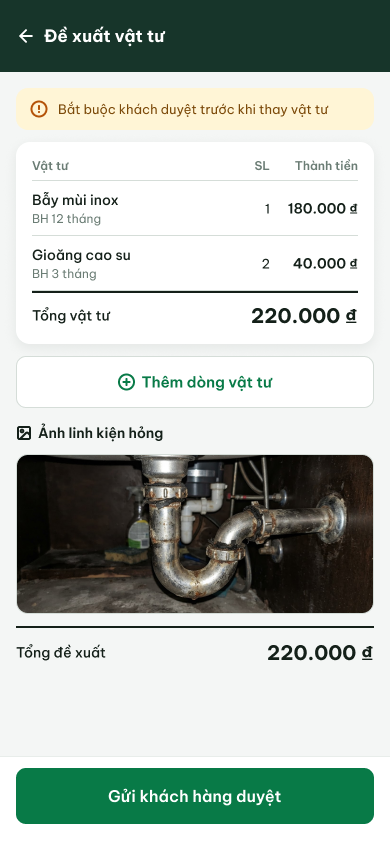 Đề xuất vật tư
Bắt buộc khách duyệt trước khi thay vật tư
Vật tư SL Thành tiền
Bẫy mùi inox 1 180.000 ₫
BH 12 tháng
Gioăng cao su 2 40.000 ₫
BH 3 tháng
Tổng vật tư 220.000 ₫
Thêm dòng vật tư
Ảnh linh kiện hỏng
Tổng đề xuất 220.000 ₫
Gửi khách hàng duyệt